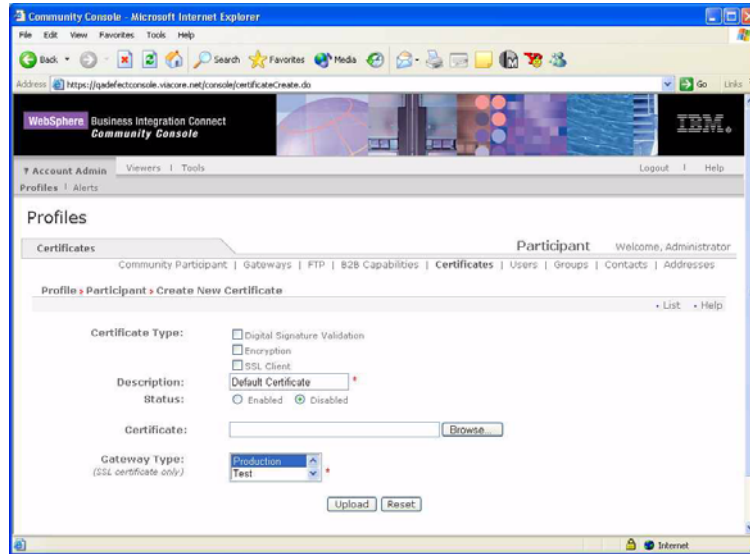 Community Console - Microsoft Internet Explorer
File Edit View Favorites Tools Help
Back Search Favorites Media
Address https://qadefectconsole.viacore.net/console/certificateCreate.do Go Links
WebSphere Business Integration Connect
Community Console
IBM
Account Admin Viewers | Tools Logout | Help
Profiles | Alerts
Profiles
Certificates Participant Welcome, Administrator
Community Participant | Gateways | FTP | B2B Capabilities | Certificates | Users | Groups | Contacts | Addresses
Profile » Participant » Create New Certificate
• List • Help
Certificate Type: Digital Signature Validation
Encryption
SSL Client
Description: Default Certificate *
Status: Enabled Disabled
Certificate: Browse...
Gateway Type: Production
(SSL certificate only) Test *
Upload Reset
Internet